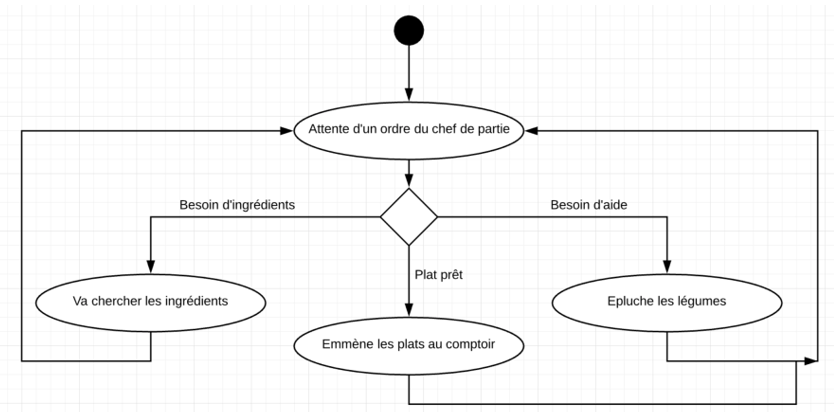 Attente d'un ordre du chef de partie
Besoin d'ingrédients
Besoin d'aide
Plat prêt
Va chercher les ingrédients
Epluche les légumes
Emmène les plats au comptoir